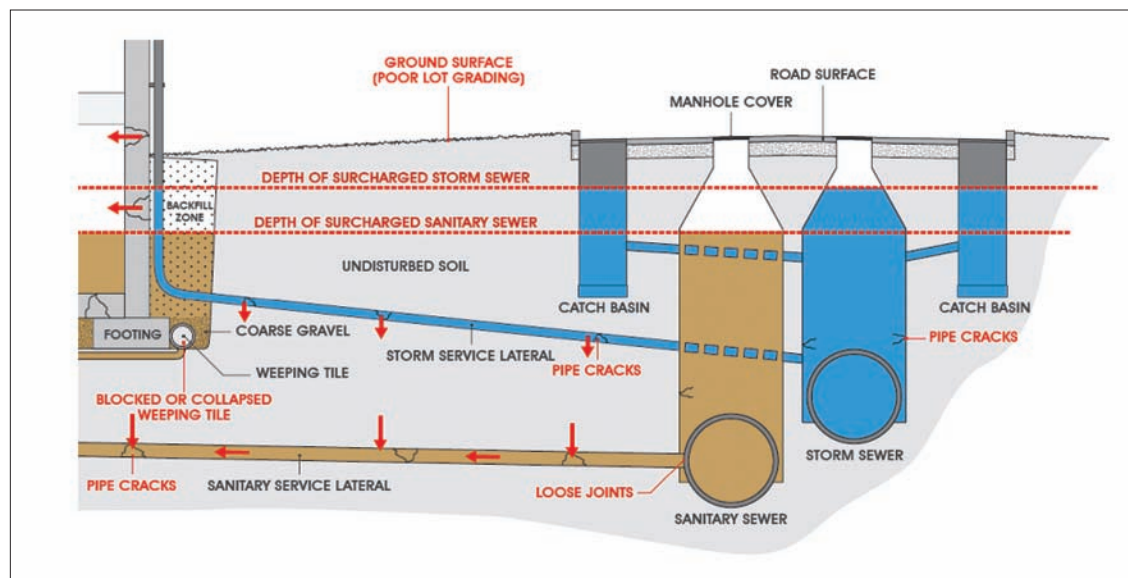 GROUND SURFACE
(POOR LOT GRADING)
ROAD SURFACE
MANHOLE COVER
DEPTH OF SURCHARGED STORM SEWER
BACKFILL
ZONE
DEPTH OF SURCHARGED SANITARY SEWER
UNDISTURBED SOIL
CATCH BASIN
CATCH BASIN
FOOTING
COARSE GRAVEL
STORM SERVICE LATERAL
PIPE CRACKS
PIPE CRACKS
WEEPING TILE
BLOCKED OR COLLAPSED
WEEPING TILE
STORM SEWER
PIPE CRACKS
SANITARY SERVICE LATERAL
LOOSE JOINTS
SANITARY SEWER